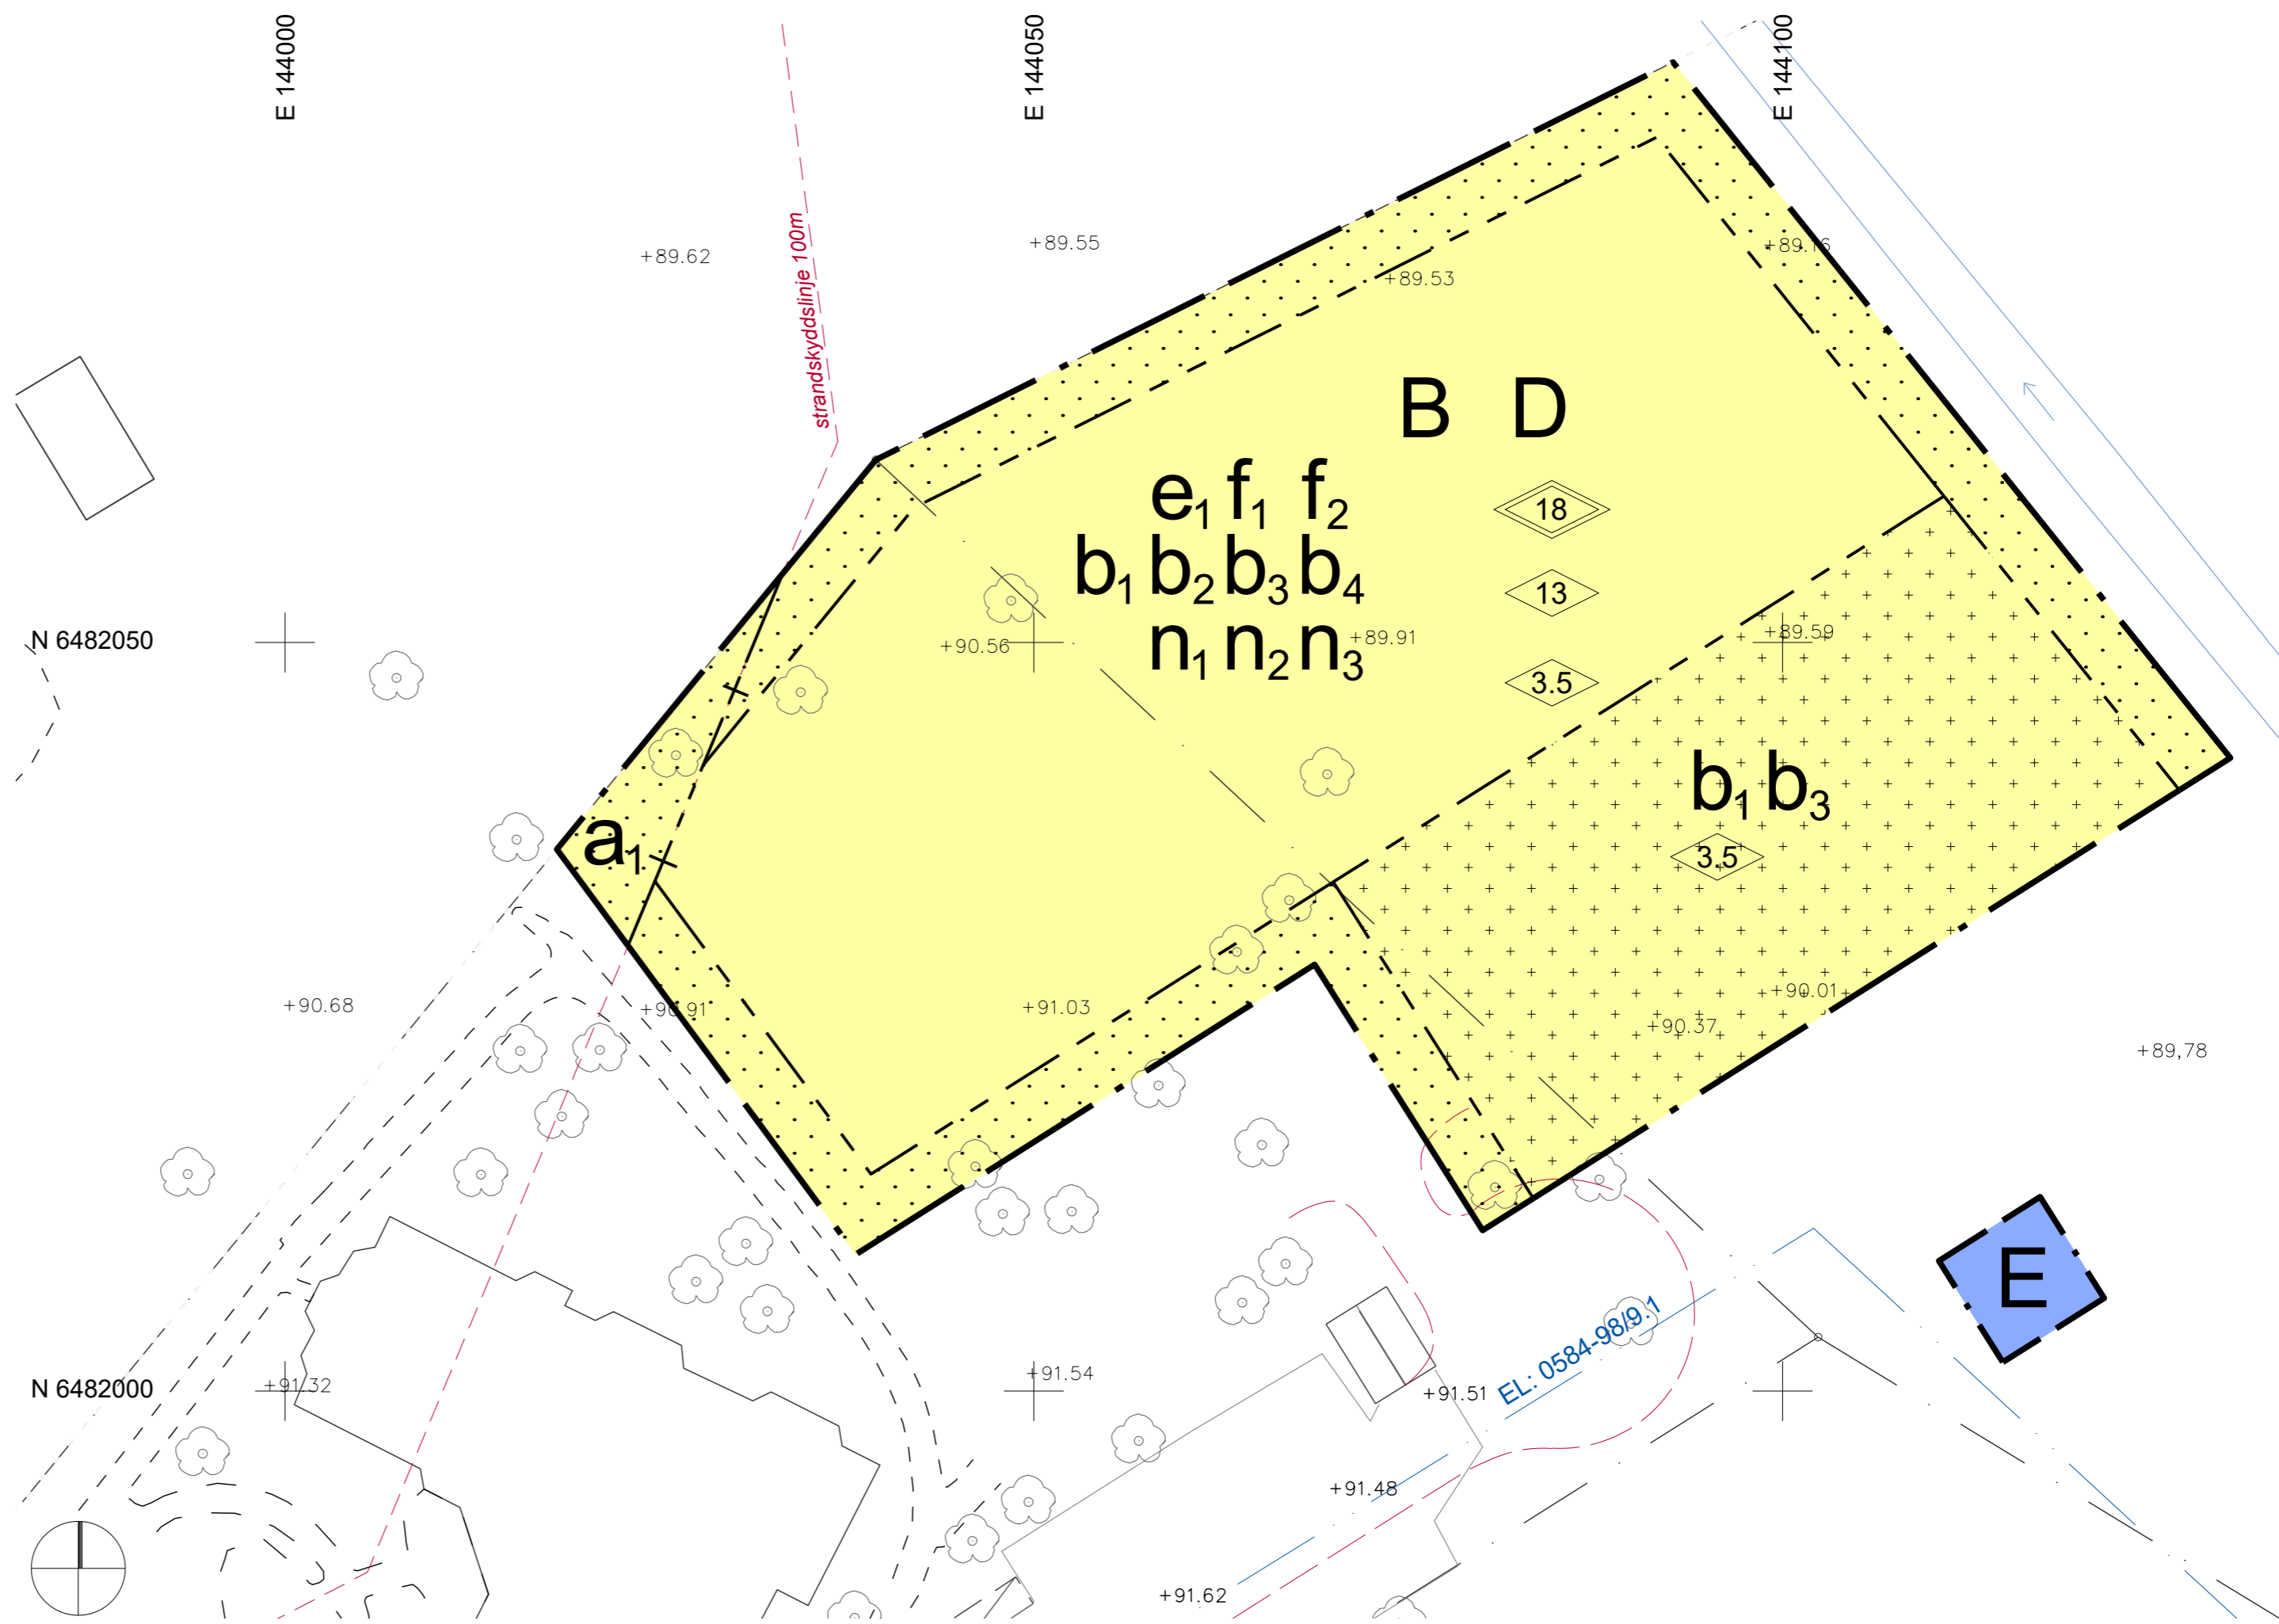 E 144000
E 144050
E 144100
strandskyddslinje 100m
+89.62
+89.55
+89.16
+89.53
B D
e₁ f₁ f₂
18
b₁ b₂ b₃ b₄
13
N 6482050
+90.56
n₁ n₂ n₃
+89.91
+89.59
3.5
b₁ b₃
a₁
3.5
+90.68
+90.91
+91.03
+90.01
+90.37
+89,78
E
EL: 0584-98/9.1
N 6482000
+91.32
+91.54
+91.51
+91.48
+91.62